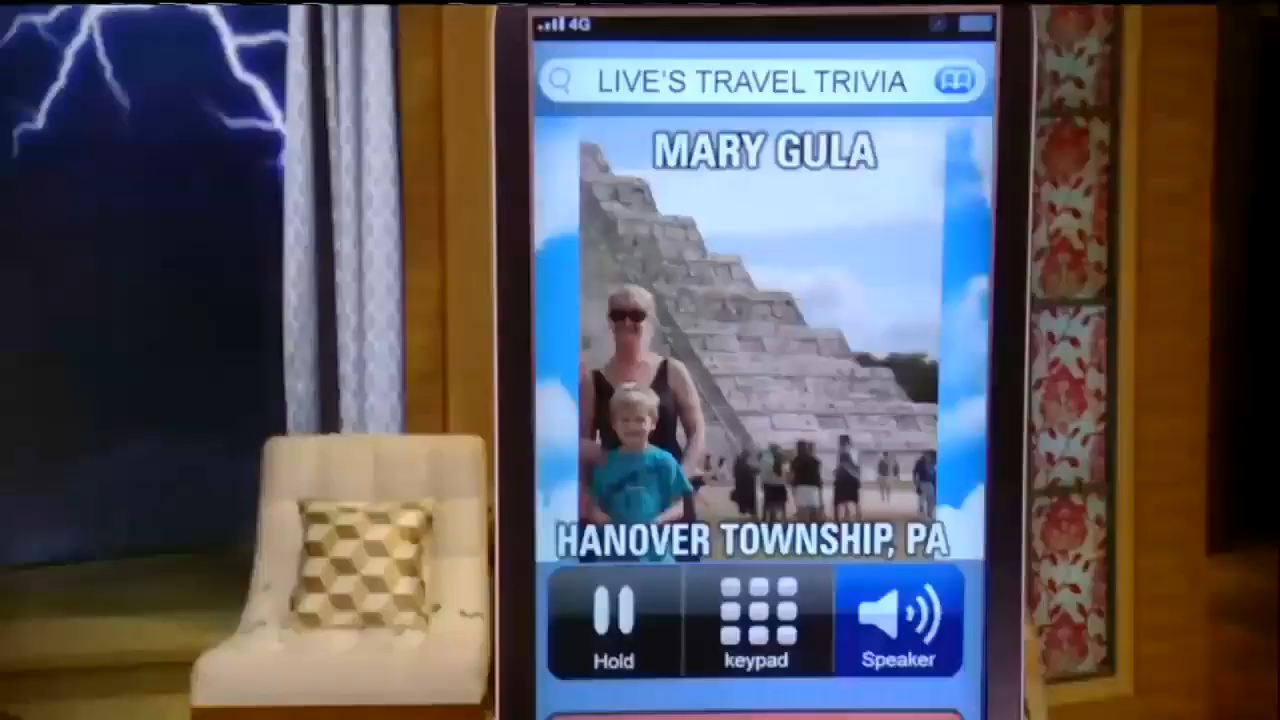 4G
LIVE'S TRAVEL TRIVIA
MARY GULA
HANOVER TOWNSHIP, PA
Hold
keypad
Speaker